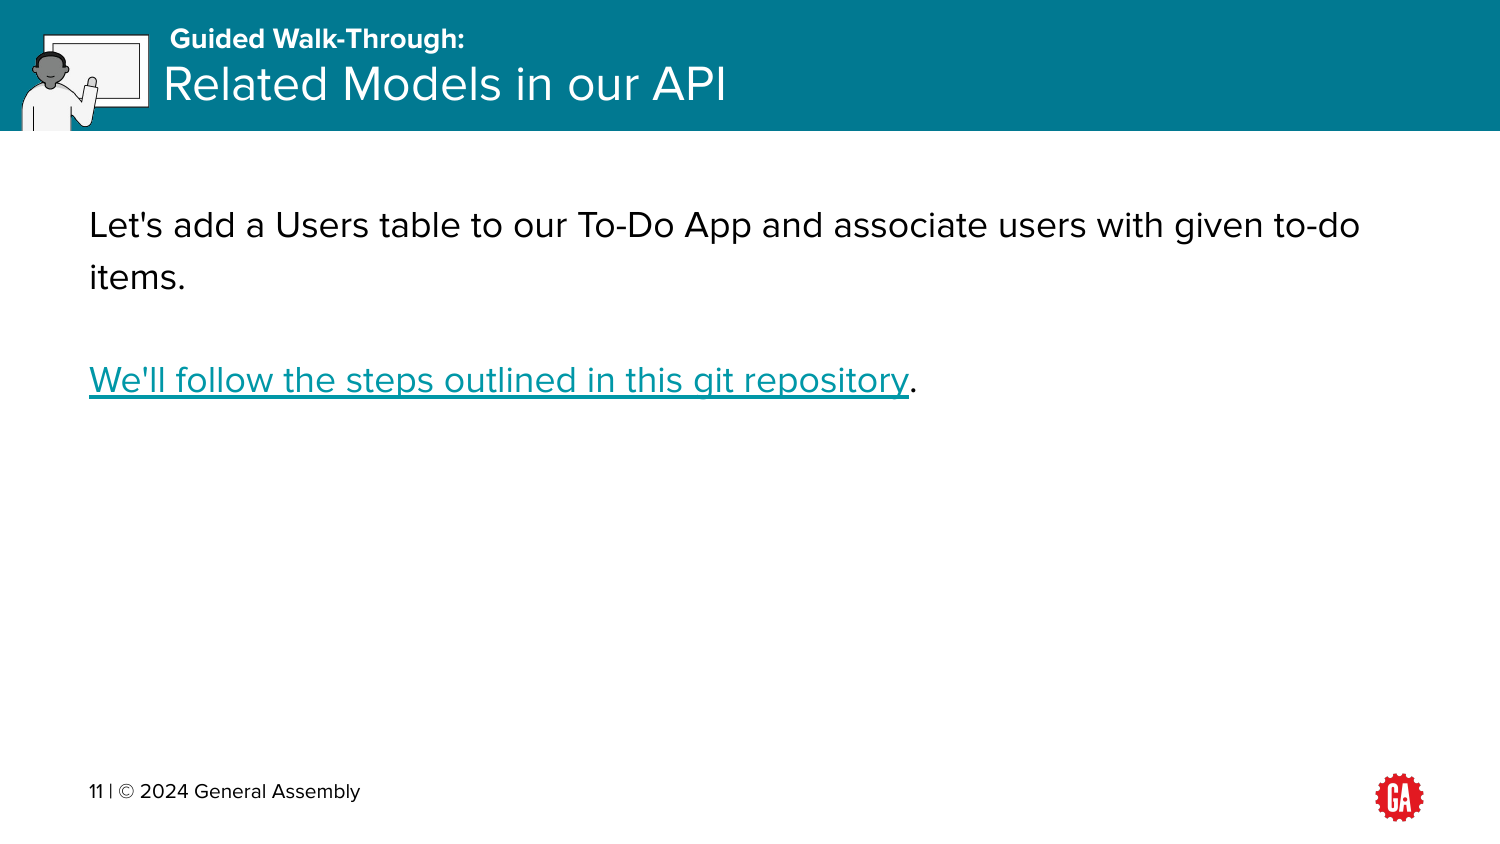 Guided Walk-Through:
Related Models in our API
Let's add a Users table to our To-Do App and associate users with given to-do
items.
We'll follow the steps outlined in this git repository.
11 | © 2024 General Assembly
GA